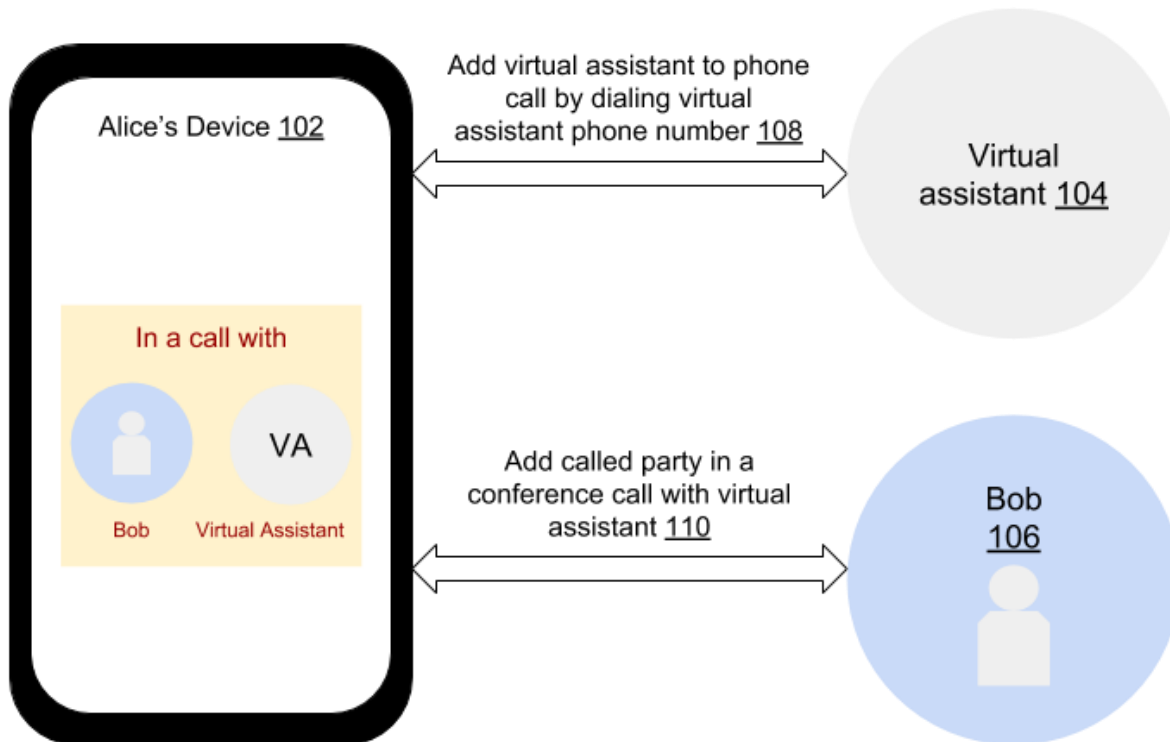 Alice’s Device 102
In a call with
VA
Bob
Virtual Assistant
Add virtual assistant to phone
call by dialing virtual
assistant phone number 108
Virtual
assistant 104
Add called party in a
conference call with virtual
assistant 110
Bob
106